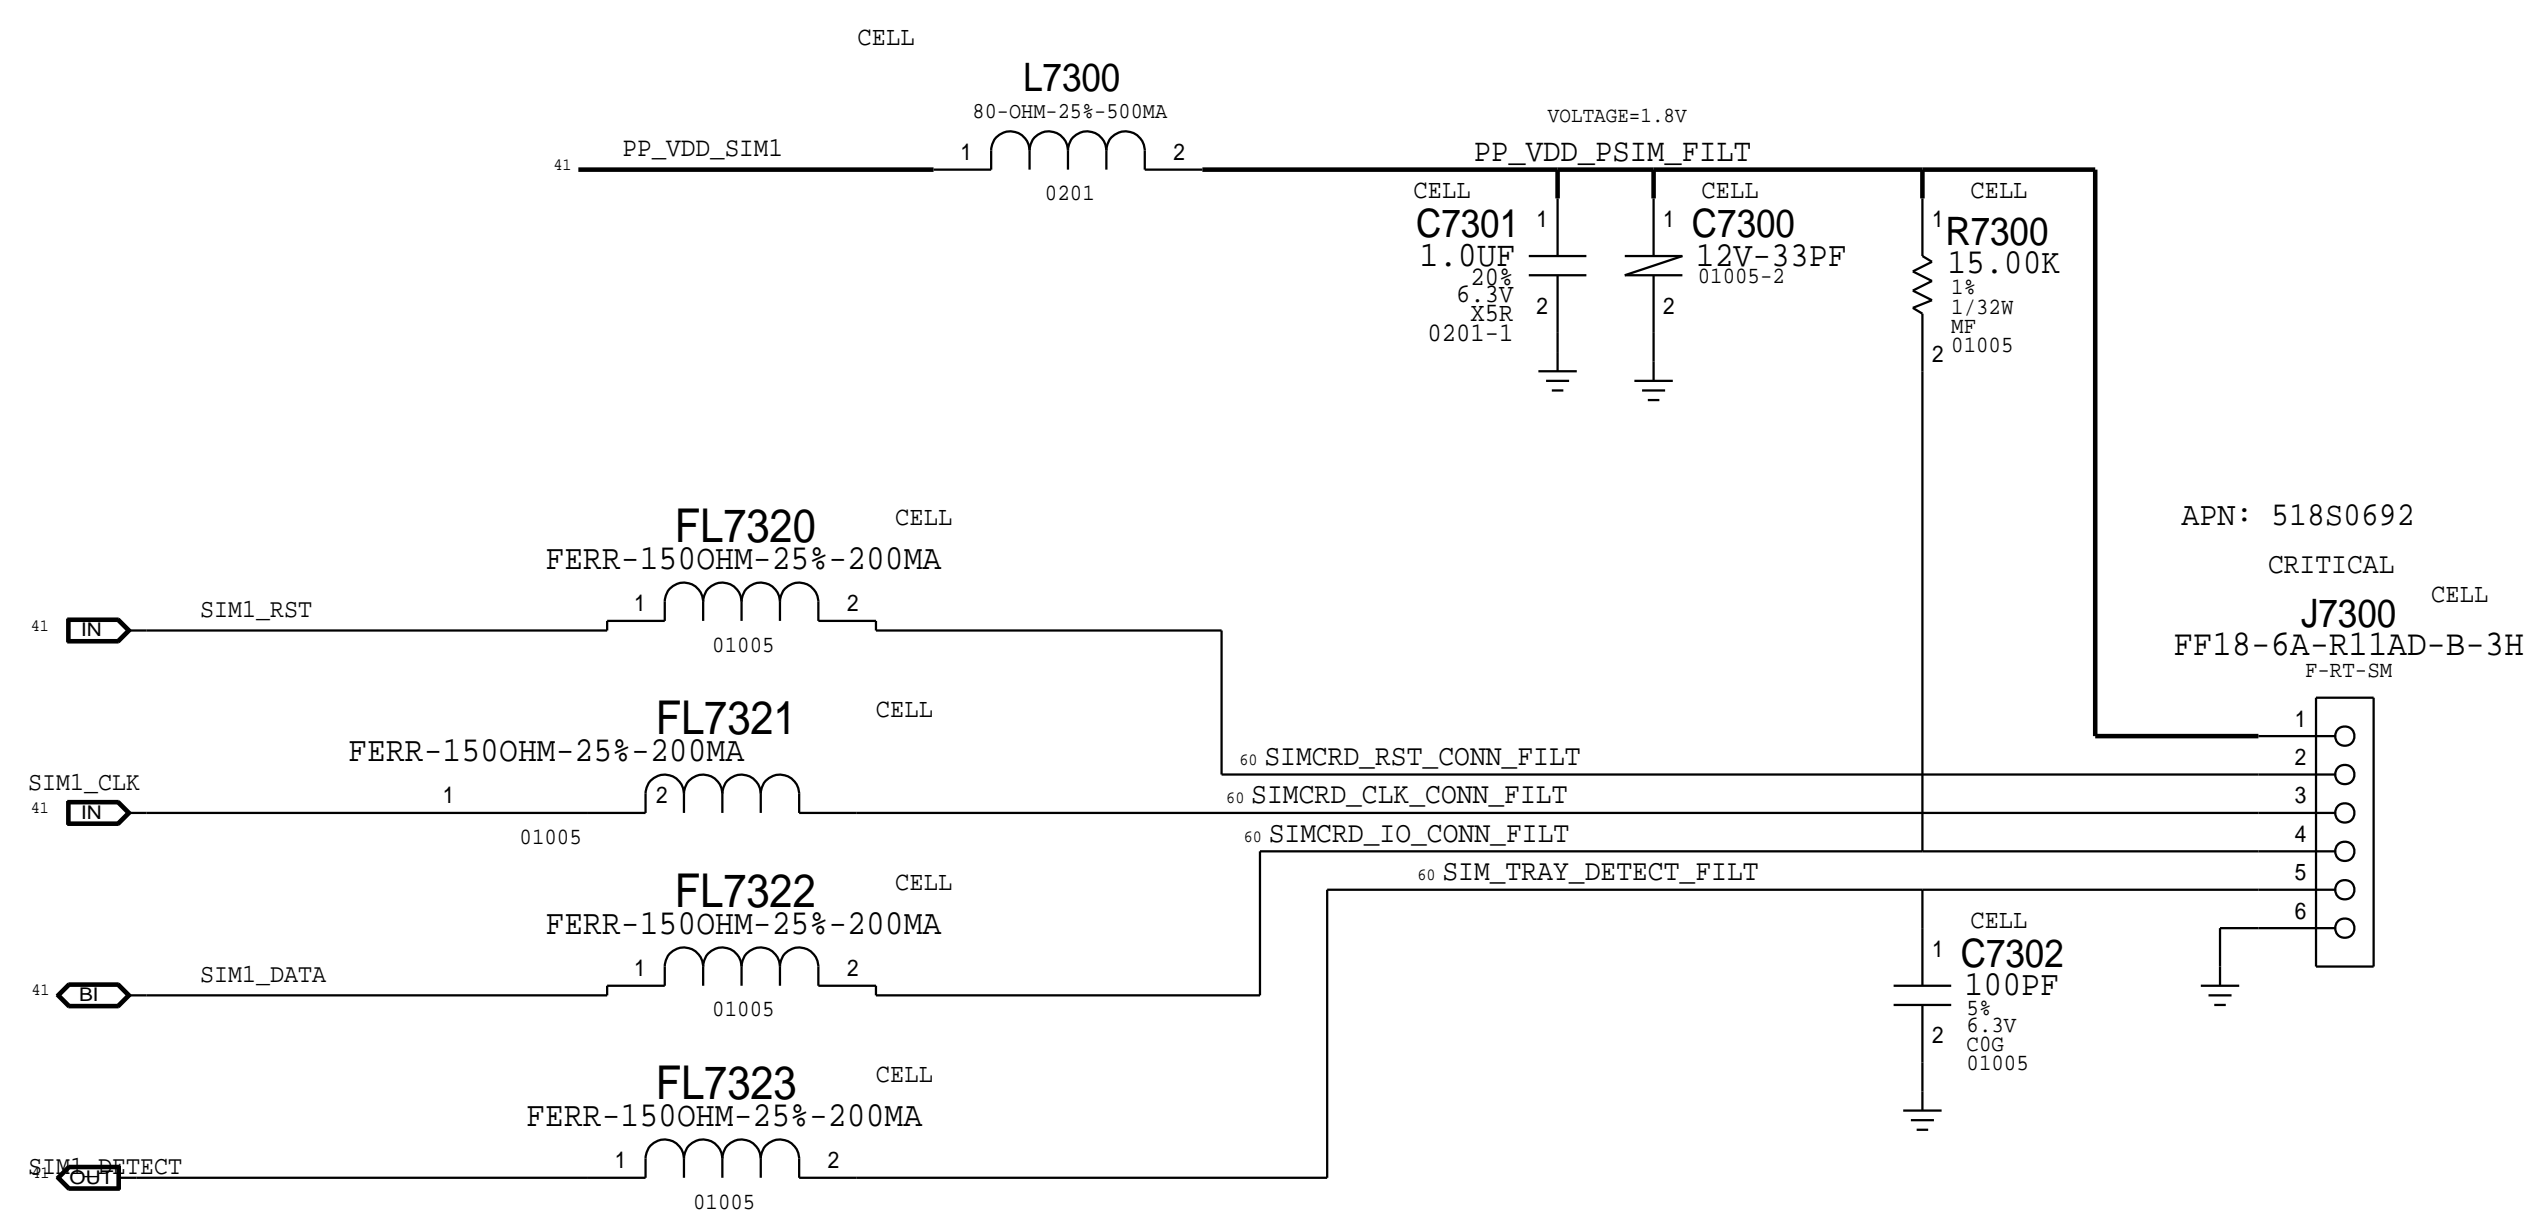 CELL
L7300
80-OHM-25%-500MA
VOLTAGE=1.8V
41 PP_VDD_SIM1 1 2 PP_VDD_PSIM_FILT
0201
CELL
C7301
1.0UF
20%
6.3V
X5R
0201-1
1
2
CELL
C7300
12V-33PF
01005-2
1
2
CELL
R7300
15.00K
1%
1/32W
MF
01005
1
2
FL7320 CELL
FERR-150OHM-25%-200MA
41 IN SIM1_RST 1 2
01005
APN: 518S0692
CRITICAL
CELL
J7300
FF18-6A-R11AD-B-3H
F-RT-SM
FL7321 CELL
FERR-150OHM-25%-200MA
SIM1_CLK
41 IN 1 2
01005
60 SIMCRD_RST_CONN_FILT
60 SIMCRD_CLK_CONN_FILT
60 SIMCRD_IO_CONN_FILT
60 SIM_TRAY_DETECT_FILT
1
2
3
4
5
6
FL7322 CELL
FERR-150OHM-25%-200MA
41 BI SIM1_DATA 1 2
01005
CELL
C7302
100PF
5%
6.3V
C0G
01005
1
2
FL7323 CELL
FERR-150OHM-25%-200MA
SIM1_DETECT
41 OUT 1 2
01005